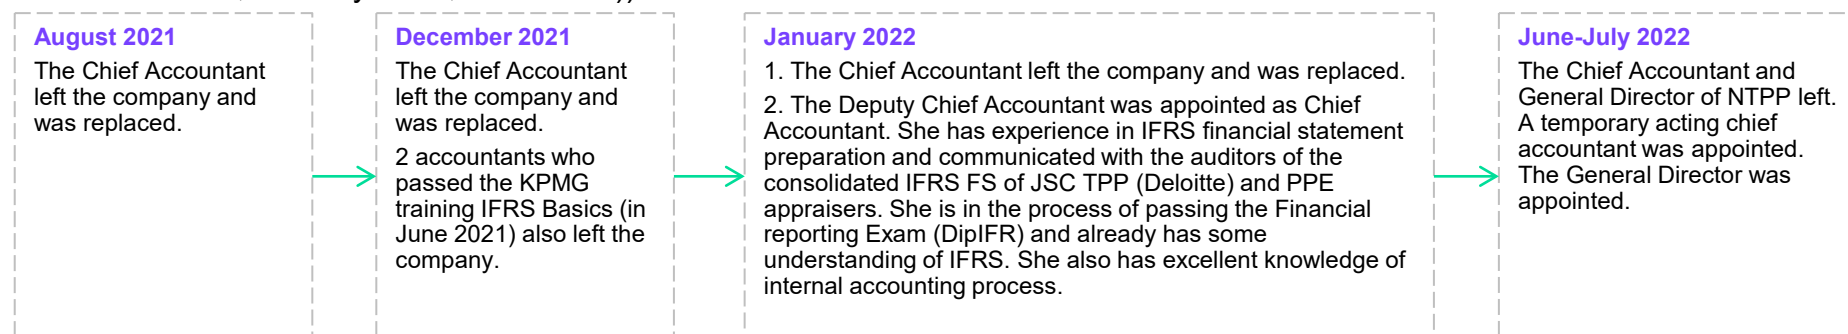 August 2021
The Chief Accountant
left the company and
was replaced.
December 2021
The Chief Accountant
left the company and
was replaced.
2 accountants who
passed the KPMG
training IFRS Basics (in
June 2021) also left the
company.
January 2022
1. The Chief Accountant left the company and was replaced.
2. The Deputy Chief Accountant was appointed as Chief
Accountant. She has experience in IFRS financial statement
preparation and communicated with the auditors of the
consolidated IFRS FS of JSC TPP (Deloitte) and PPE
appraisers. She is in the process of passing the Financial
reporting Exam (DipIFR) and already has some
understanding of IFRS. She also has excellent knowledge of
internal accounting process.
June-July 2022
The Chief Accountant and
General Director of NTPP left.
A temporary acting chief
accountant was appointed.
The General Director was
appointed.